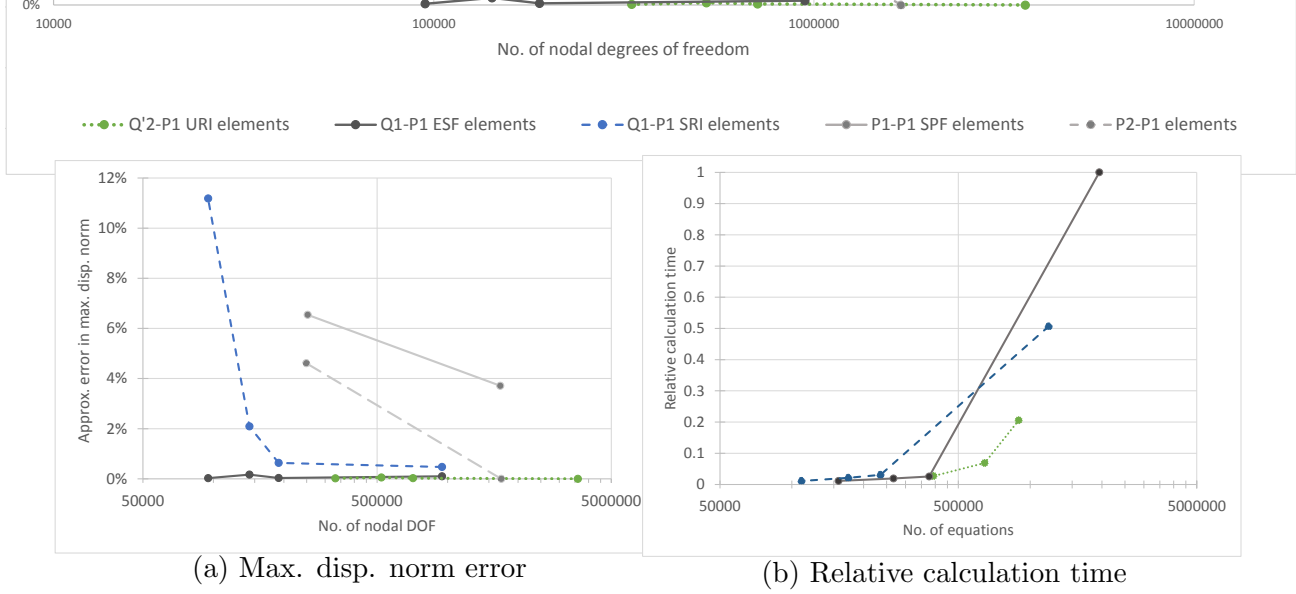 0%
10000 100000 1000000 10000000
No. of nodal degrees of freedom
Q'2-P1 URI elements Q1-P1 ESF elements Q1-P1 SRI elements P1-P1 SPF elements P2-P1 elements
12%
10%
8%
6%
4%
2%
0%
50000 500000 5000000
Approx. error in max. disp. norm
No. of nodal DOF
(a) Max. disp. norm error
1
0.9
0.8
0.7
0.6
0.5
0.4
0.3
0.2
0.1
0
50000 500000 5000000
Relative calculation time
No. of equations
(b) Relative calculation time